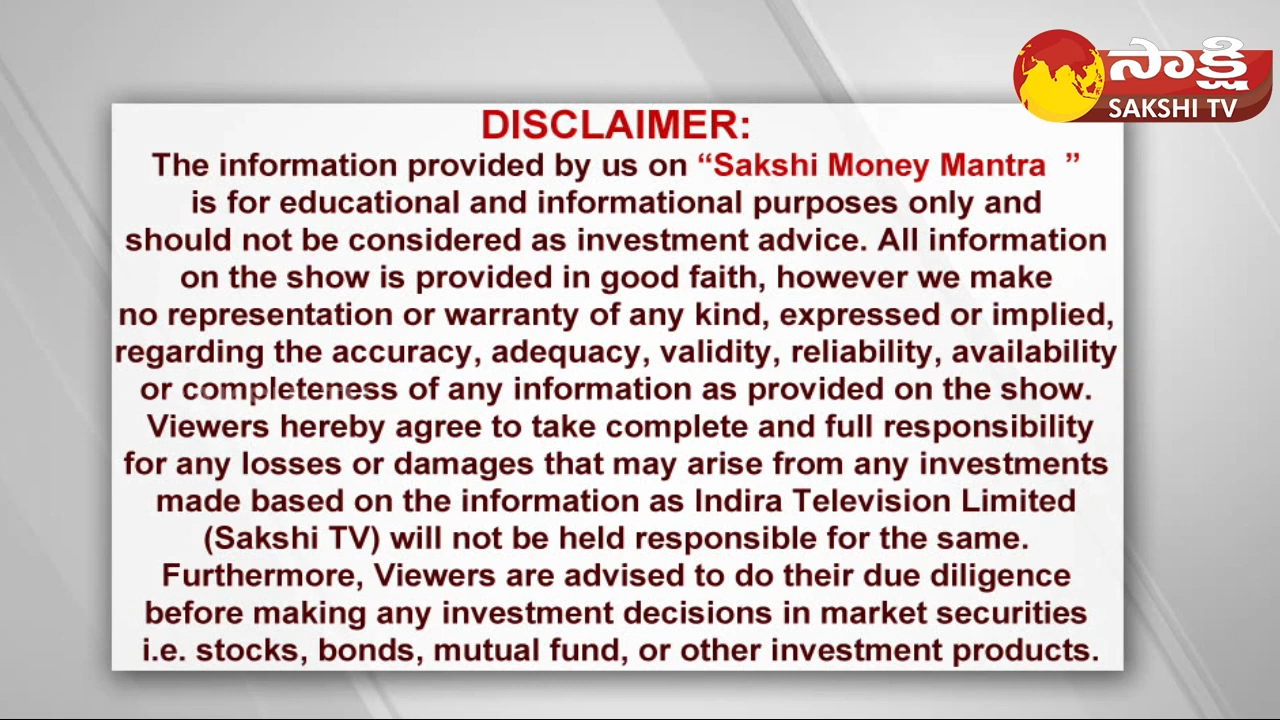 సాక్షి
SAKSHI TV
DISCLAIMER:
The information provided by us on “Sakshi Money Mantra ”
is for educational and informational purposes only and
should not be considered as investment advice. All information
on the show is provided in good faith, however we make
no representation or warranty of any kind, expressed or implied,
regarding the accuracy, adequacy, validity, reliability, availability
or completeness of any information as provided on the show.
Viewers hereby agree to take complete and full responsibility
for any losses or damages that may arise from any investments
made based on the information as Indira Television Limited
(Sakshi TV) will not be held responsible for the same.
Furthermore, Viewers are advised to do their due diligence
before making any investment decisions in market securities
i.e. stocks, bonds, mutual fund, or other investment products.